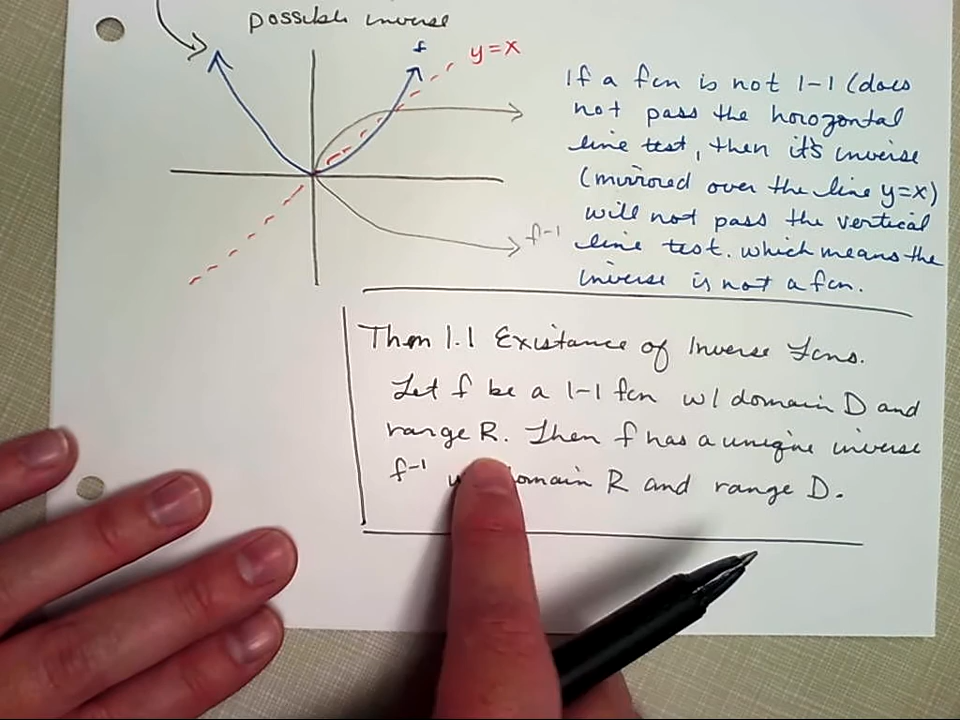 possible inverse
f
y=x
If a fcn is not 1-1 (does
not pass the horozontal
line test, then it's inverse
(mirrored over the line y=x)
will not pass the vertical
line test. which means the
inverse is not a fcn.
f-1
Thm 1.1 Existance of Inverse Fcns.
Let f be a 1-1 fcn w/ domain D and
range R. Then f has a unique inverse
f-1 domain R and range D.